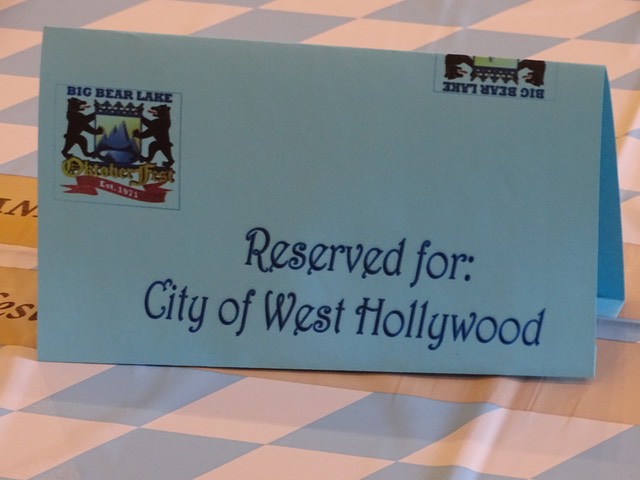 BIG BEAR LAKE
Oktoberfest
Est. 1971
BIG BEAR LAKE
Reserved for:
City of West Hollywood